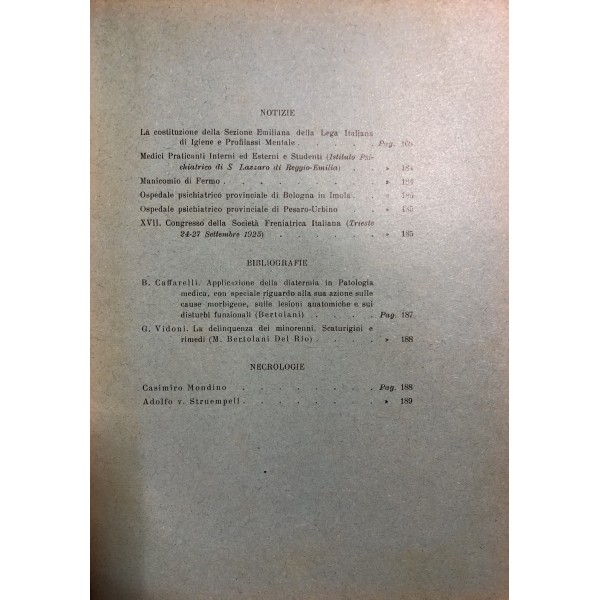 NOTIZIE
La costituzione della Sezione Emiliana della Lega Italiana
di Igiene e Profilassi Mentale . . . . . Pag.
Medici Praticanti Interni ed Esterni e Studenti (Istituto Psi-
chiatrico di S Lazzaro di Reggio-Emilia) . . . » 184
Manicomio di Fermo . . . . . . . . » 184
Ospedale psichiatrico provinciale di Bologna in Imola . . »
Ospedale psichiatrico provinciale di Pesaro-Urbino . . » 185
XVII. Congresso della Società Freniatrica Italiana (Trieste
24-27 Settembre 1925) . . . . . . . » 185
BIBLIOGRAFIE
B. Caffarelli. Applicazione della diatermia in Patologia
medica, con speciale riguardo alla sua azione sulle
cause morbigene, sulle lesioni anatomiche e sui
disturbi funzionali (Bertolani) . . . . Pag. 187
G. Vidoni. La delinquenza dei minorenni. Scaturigini e
rimedi (M. Bertolani Del Rio) . . . . . » 188
NECROLOGIE
Casimiro Mondino . . . . . . . . Pag. 188
Adolfo v. Struempell . . . . . . . . » 189